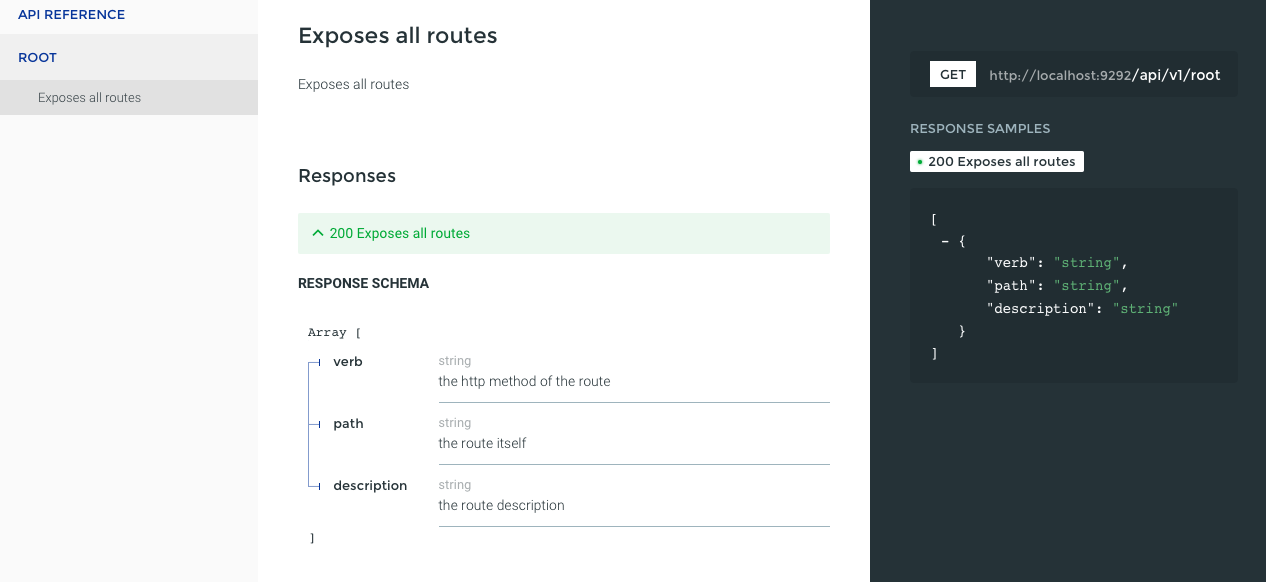 API REFERENCE
ROOT
Exposes all routes
Exposes all routes
Exposes all routes
Responses
200 Exposes all routes
RESPONSE SCHEMA
Array [
verb
string
the http method of the route
path
string
the route itself
description
string
the route description
]
GET http://localhost:9292/api/v1/root
RESPONSE SAMPLES
200 Exposes all routes
[
- {
"verb": "string",
"path": "string",
"description": "string"
}
]